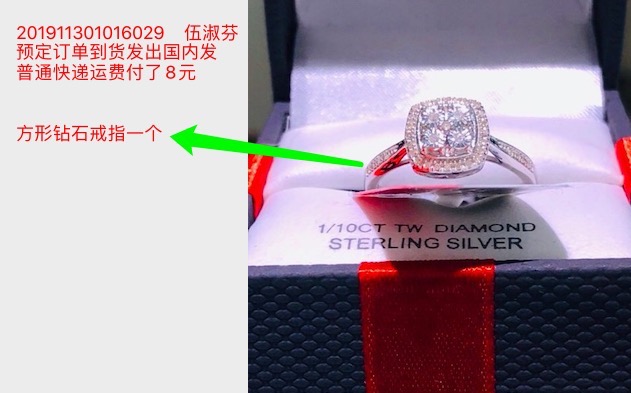 201911301016029 伍淑芬
预定订单到货发出国内发
普通快递运费付了8元
方形钻石戒指一个
1/10CT TW DIAMOND
STERLING SILVER